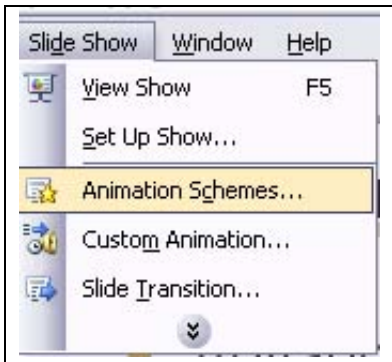 Slide Show Window Help
View Show F5
Set Up Show...
Animation Schemes...
Custom Animation...
Slide Transition...